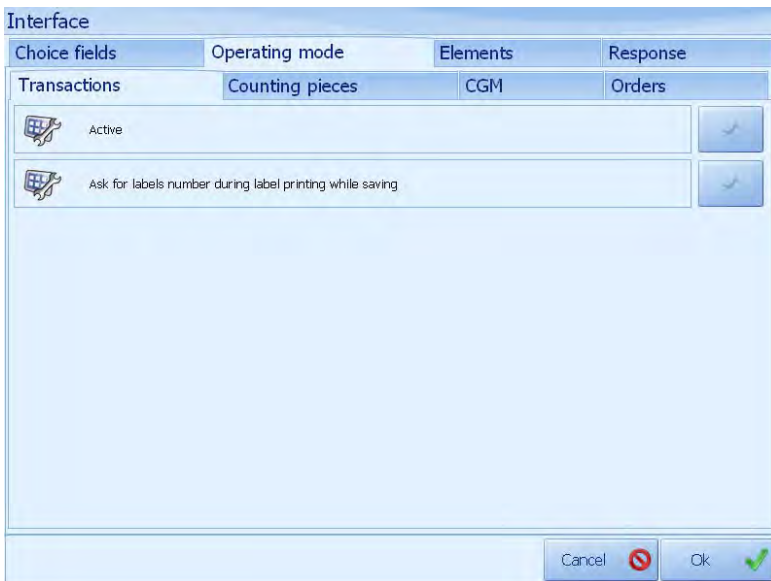 Interface
Choice fields Operating mode Elements Response
Transactions Counting pieces CGM Orders
Active
Ask for labels number during label printing while saving
Cancel Ok